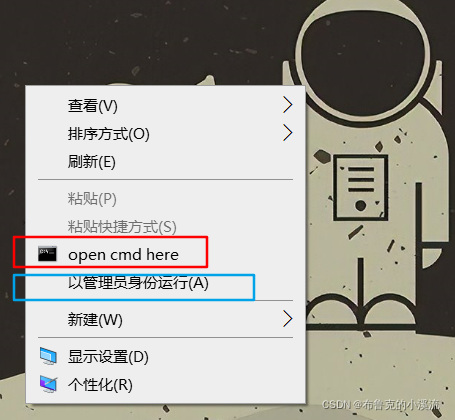 查看(V)
排序方式(O)
刷新(E)
粘贴(P)
粘贴快捷方式(S)
open cmd here
以管理员身份运行(A)
新建(W)
显示设置(D)
个性化(R)
CSDN @布鲁克的小溪流